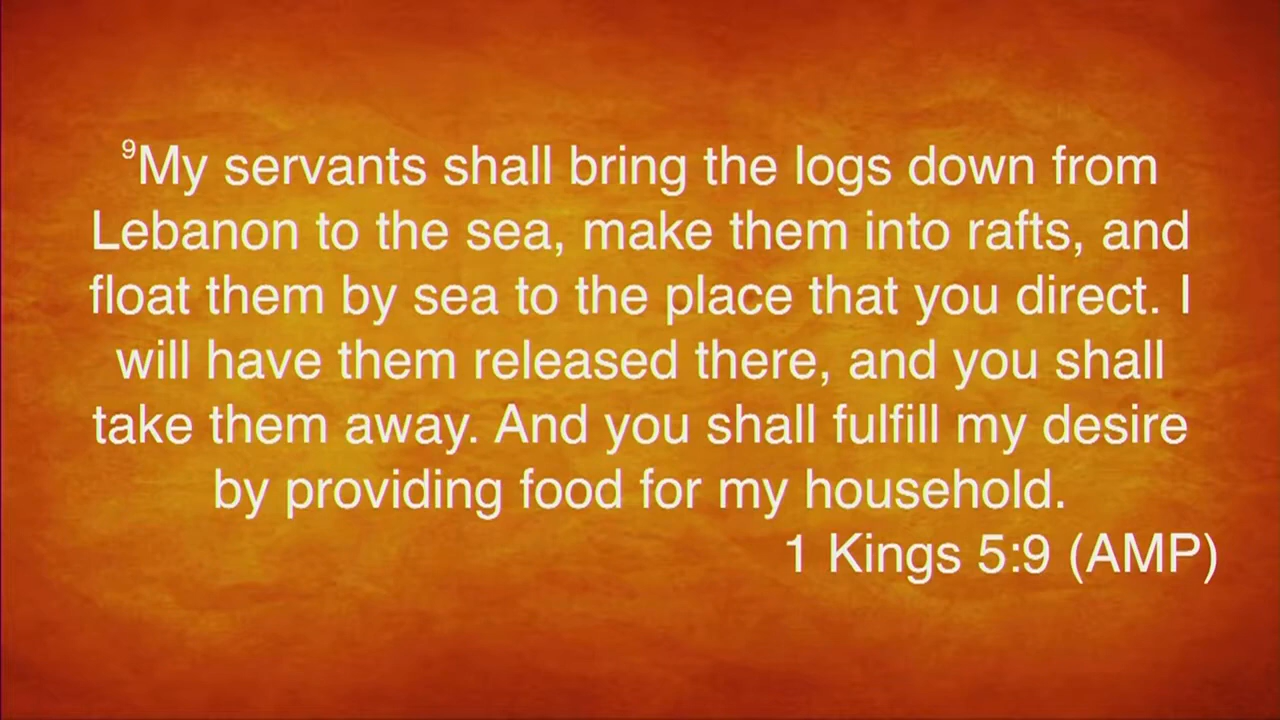 ⁹My servants shall bring the logs down from
Lebanon to the sea, make them into rafts, and
float them by sea to the place that you direct. I
will have them released there, and you shall
take them away. And you shall fulfill my desire
by providing food for my household.
1 Kings 5:9 (AMP)